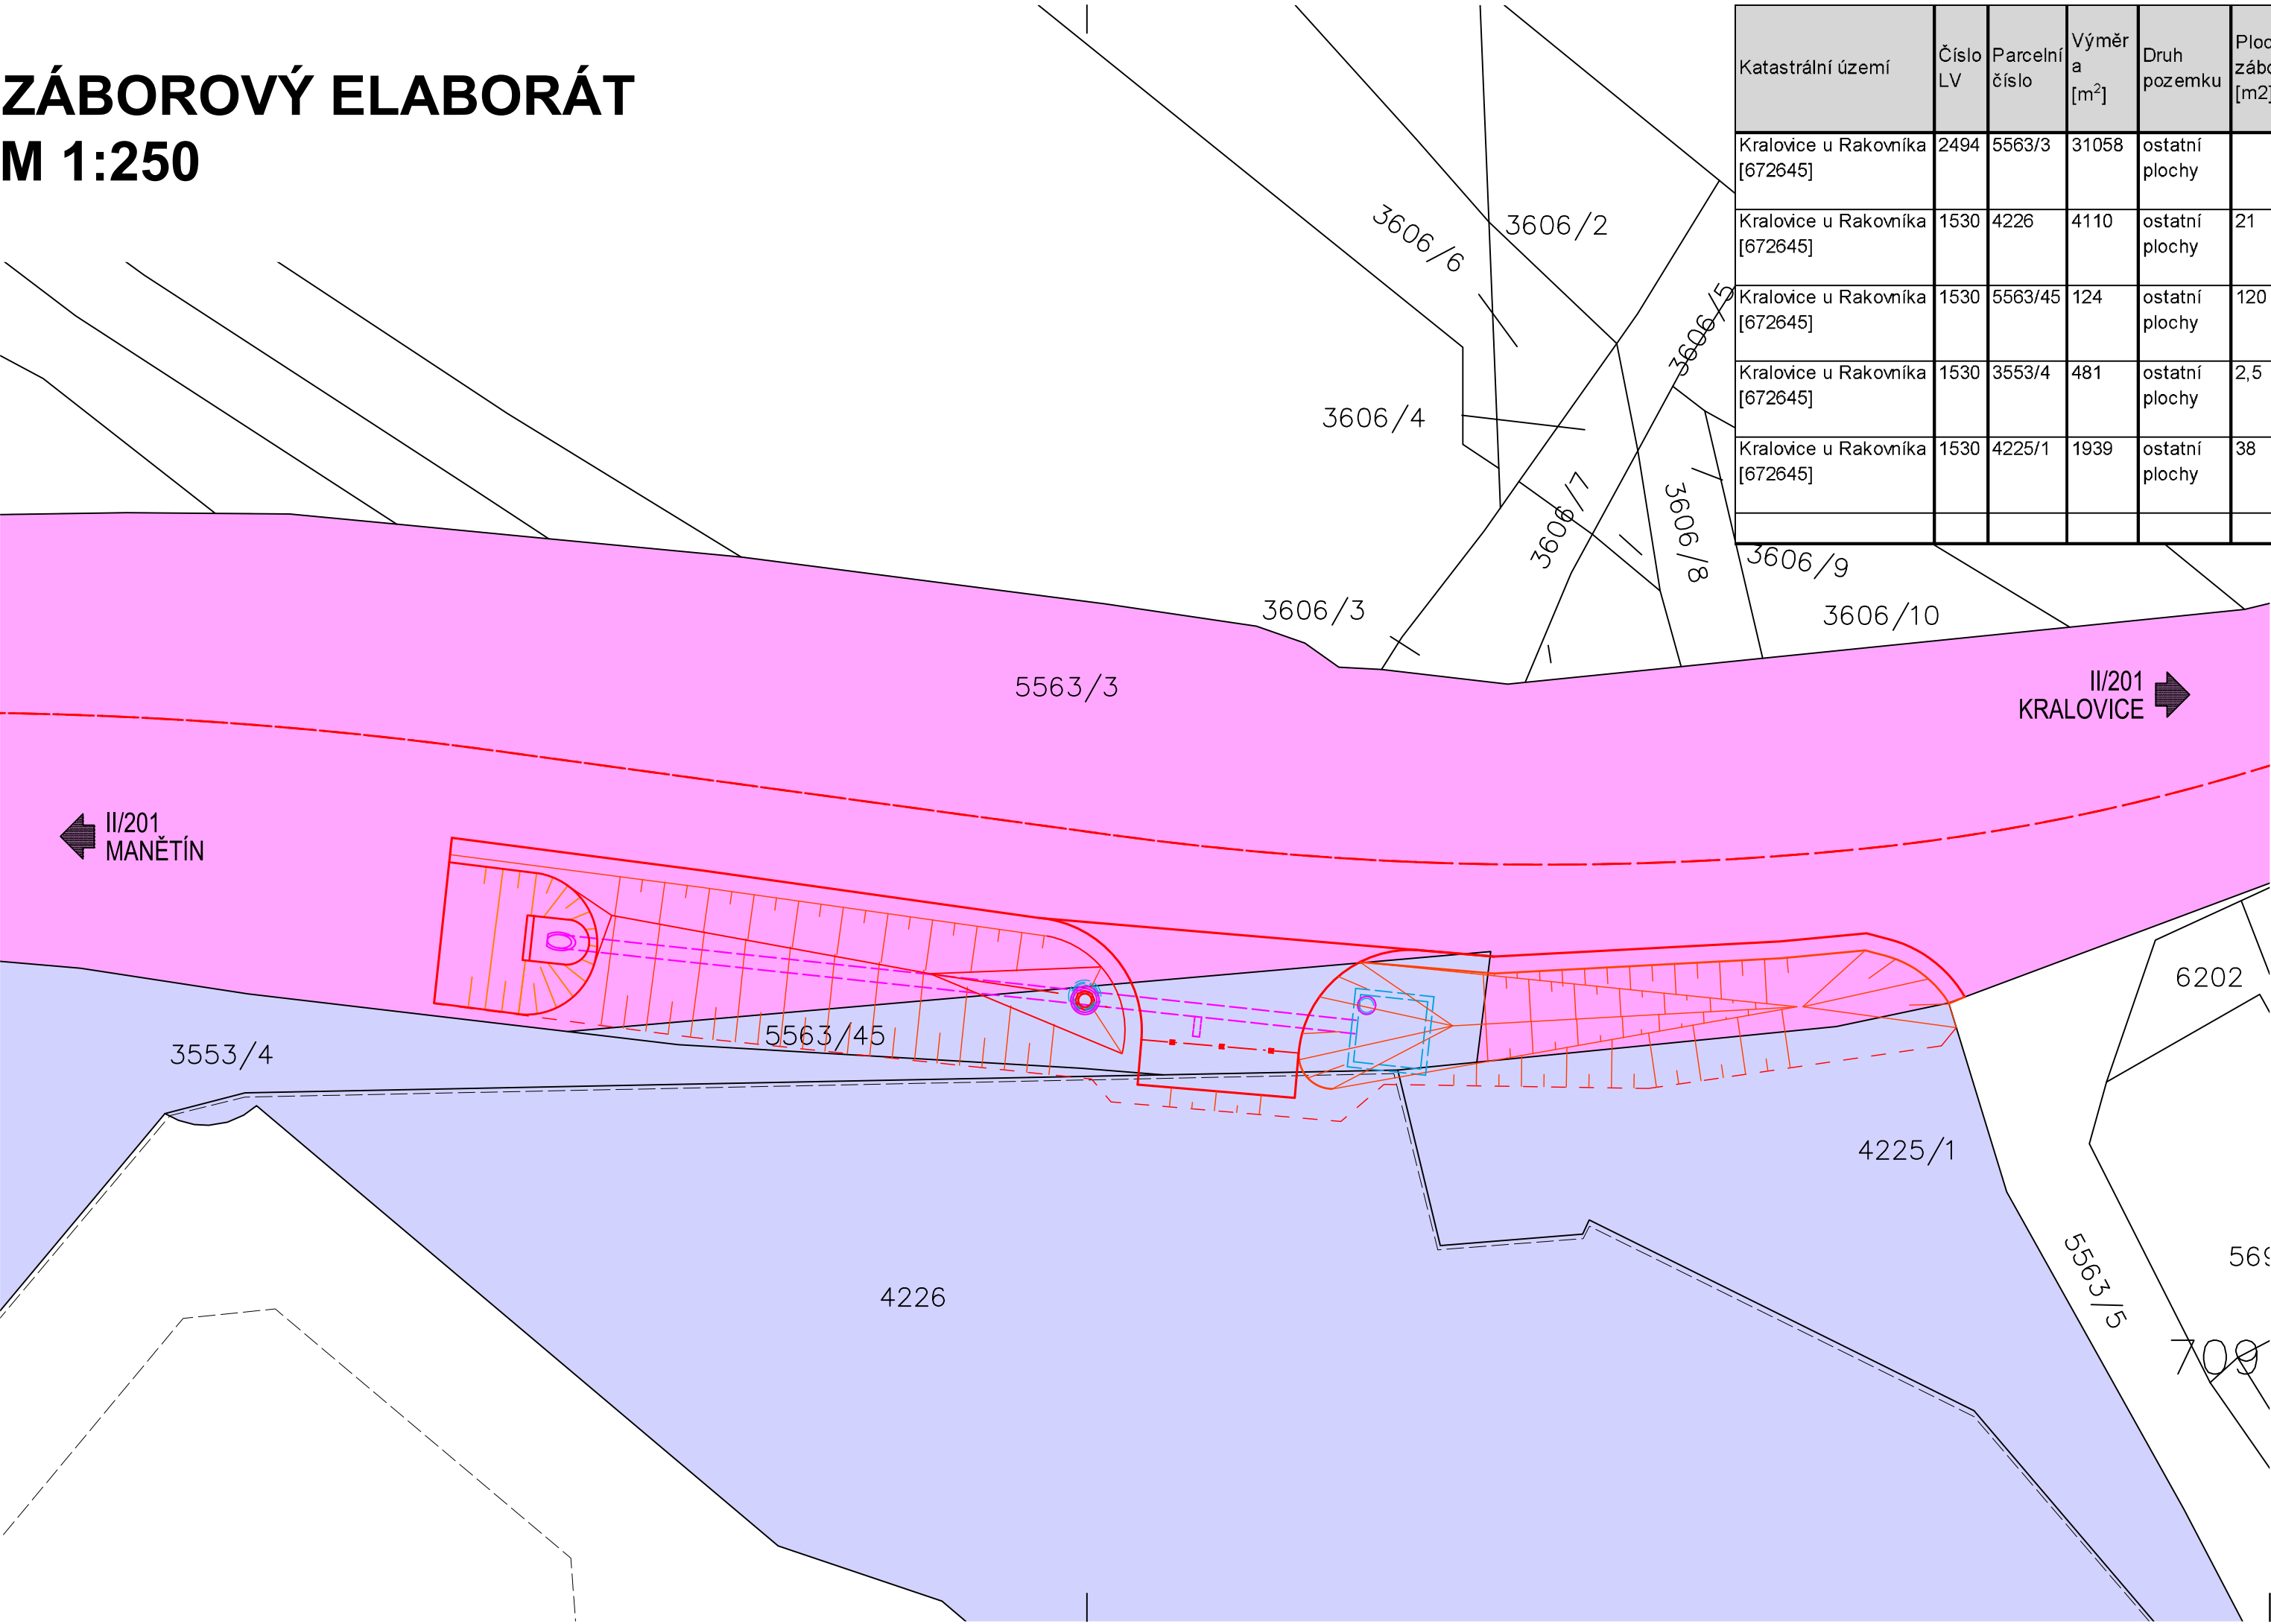 ZÁBOROVÝ ELABORÁT
M 1:250
Katastrální území Číslo LV Parcelní číslo Výměra [m²] Druh pozemku
[m2]
Kralovice u Rakovníka 2494 5563/3 31058 ostatní
[672645] plochy
Kralovice u Rakovníka 1530 4226 4110 ostatní 21
[672645] plochy
Kralovice u Rakovníka 1530 5563/45 124 ostatní 120
[672645] plochy
Kralovice u Rakovníka 1530 3553/4 481 ostatní 2,5
[672645] plochy
Kralovice u Rakovníka 1530 4225/1 1939 ostatní 38
[672645] plochy
3606/6
3606/2
3606/5
3606/4
3606/7
3606/8
3606/9
3606/3
3606/10
5563/3
II/201
KRALOVICE
II/201
MANĚTÍN
6202
5563/45
3553/4
4225/1
4226
5563/5
709